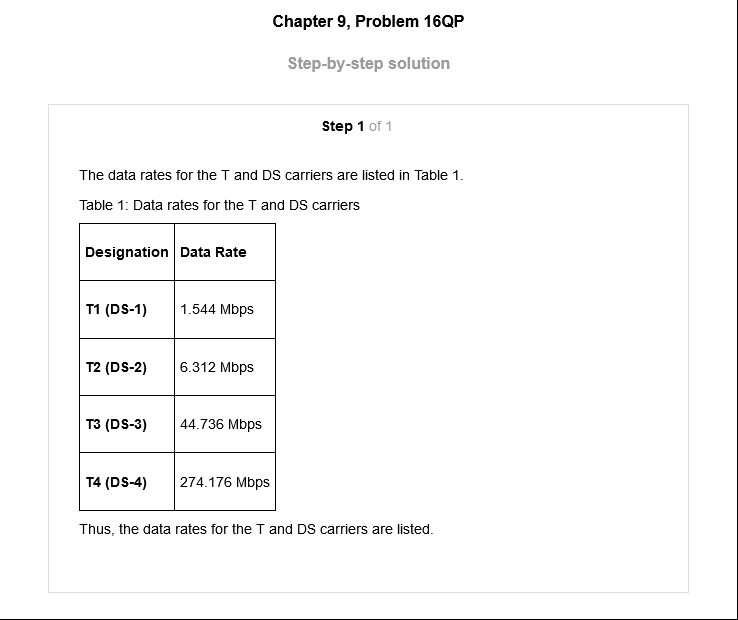 Chapter 9, Problem 16QP
Step-by-step solution
Step 1 of 1
The data rates for the T and DS carriers are listed in Table 1.
Table 1: Data rates for the T and DS carriers
Designation Data Rate
T1 (DS-1) 1.544 Mbps
T2 (DS-2) 6.312 Mbps
T3 (DS-3) 44.736 Mbps
T4 (DS-4) 274.176 Mbps
Thus, the data rates for the T and DS carriers are listed.